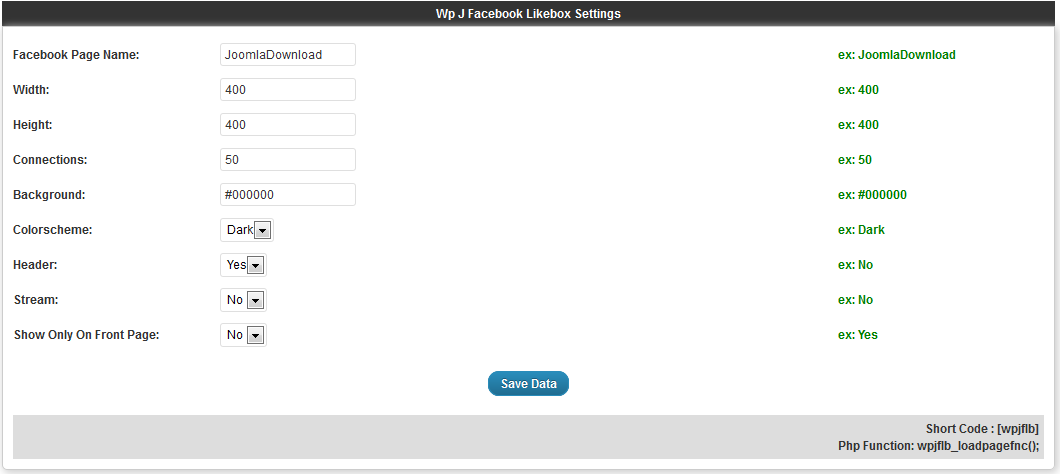 Wp J Facebook Likebox Settings
Facebook Page Name: JoomlaDownload ex: JoomlaDownload
Width: 400 ex: 400
Height: 400 ex: 400
Connections: 50 ex: 50
Background: #000000 ex: #000000
Colorscheme: Dark ex: Dark
Header: Yes ex: No
Stream: No ex: No
Show Only On Front Page: No ex: Yes
Save Data
Short Code : [wpjflb]
Php Function: wpjflb_loadpagefnc();